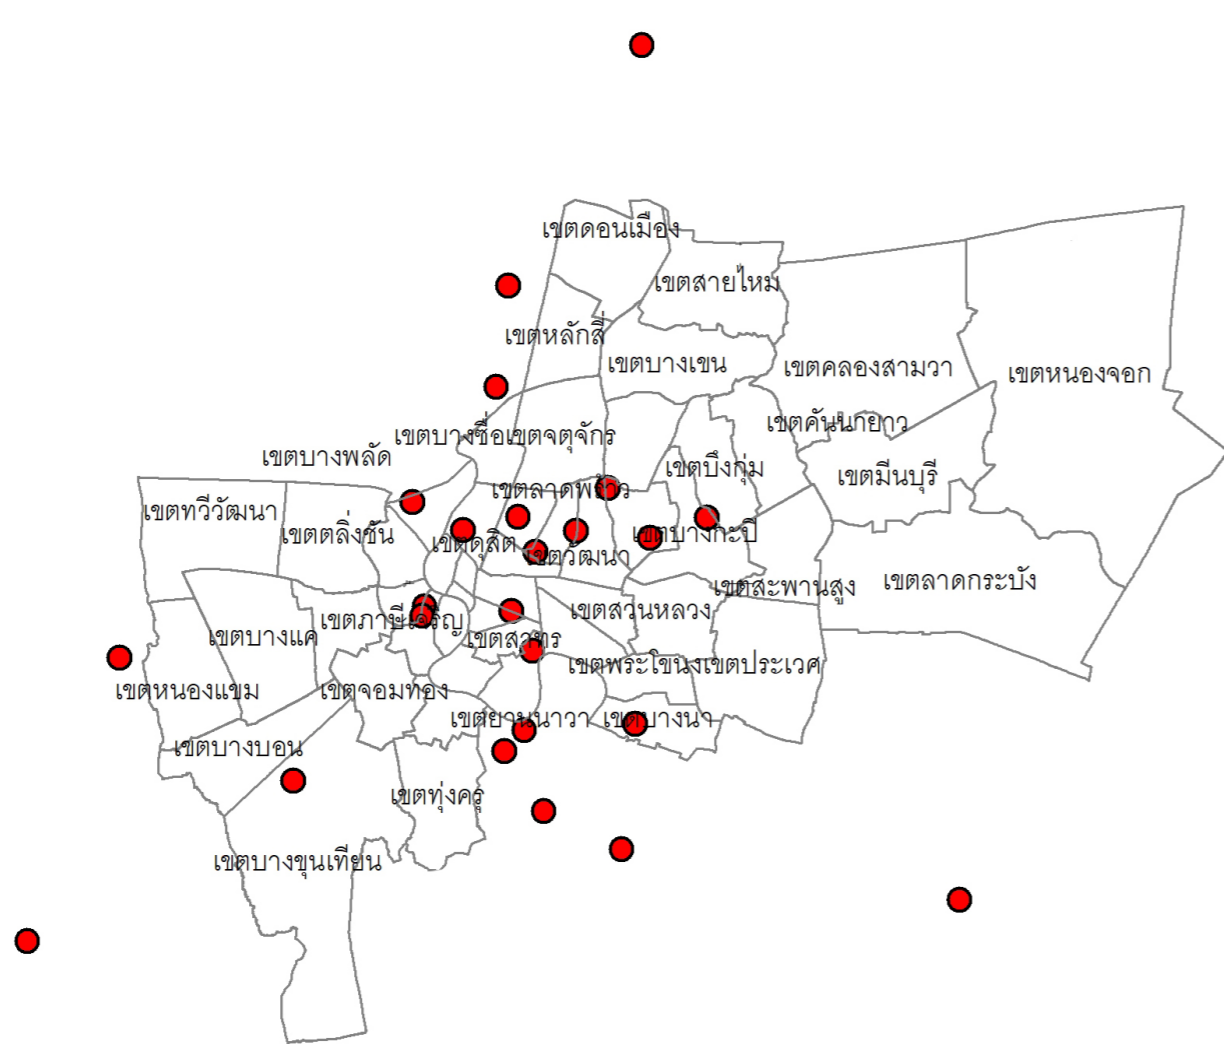 เขตดอนเมือง
เขตสายไหม
เขตหลักสี่
เขตบางเขน
เขตคลองสามวา
เขตหนองจอก
เขตคันนายาว
เขตบางซื่อ
เขตจตุจักร
เขตบางพลัด
เขตบึงกุ่ม
เขตมีนบุรี
เขตลาดพร้าว
เขตทวีวัฒนา
เขตตลิ่งชัน
เขตดุสิต
เขตบางกะปิ
เขตวัฒนา
เขตลาดกระบัง
เขตสะพานสูง
เขตสวนหลวง
เขตภาษีเจริญ
เขตบางแค
เขตสาทร
เขตพระโขนง
เขตประเวศ
เขตหนองแขม
เขตจอมทอง
เขตยานนาวา
เขตบางนา
เขตบางบอน
เขตทุ่งครุ
เขตบางขุนเทียน